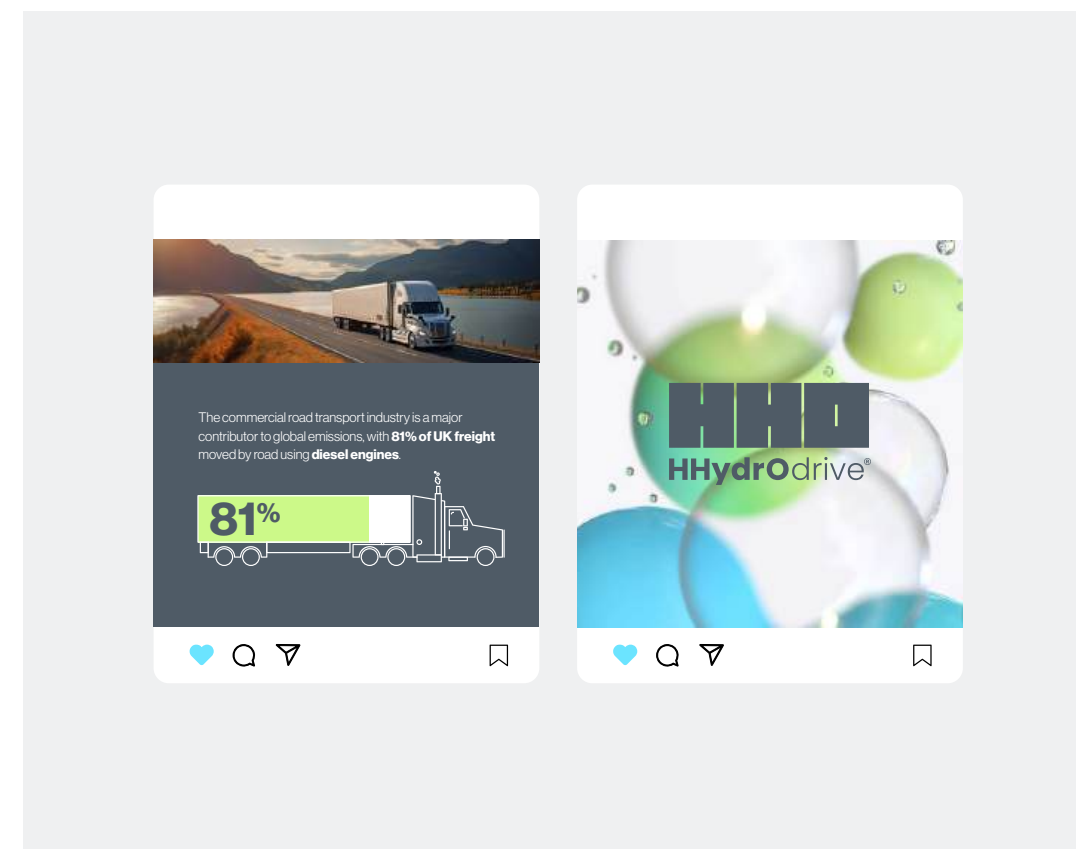 The commercial road transport industry is a major
contributor to global emissions, with 81% of UK freight
moved by road using diesel engines.
81%
HHO
HHydrOdrive®